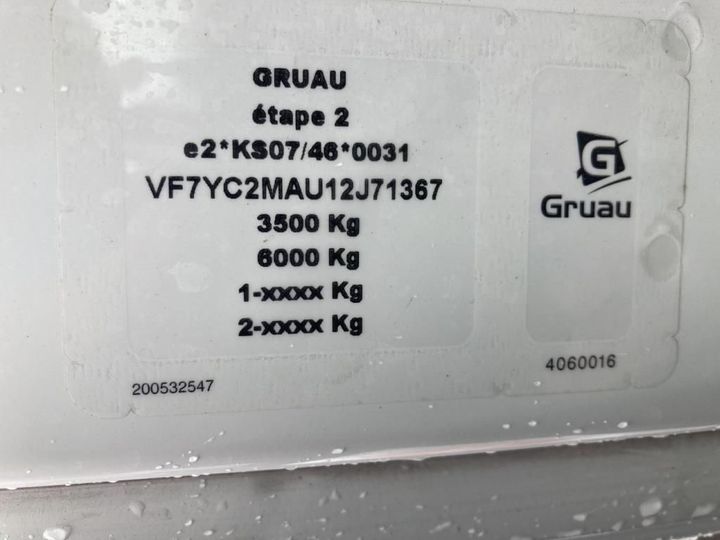 GRUAU
étape 2
e2*KS07/46*0031
VF7YC2MAU12J71367
3500 Kg
6000 Kg
1-xxxx Kg
2-xxxx Kg
200532547
G
Gruau
4060016